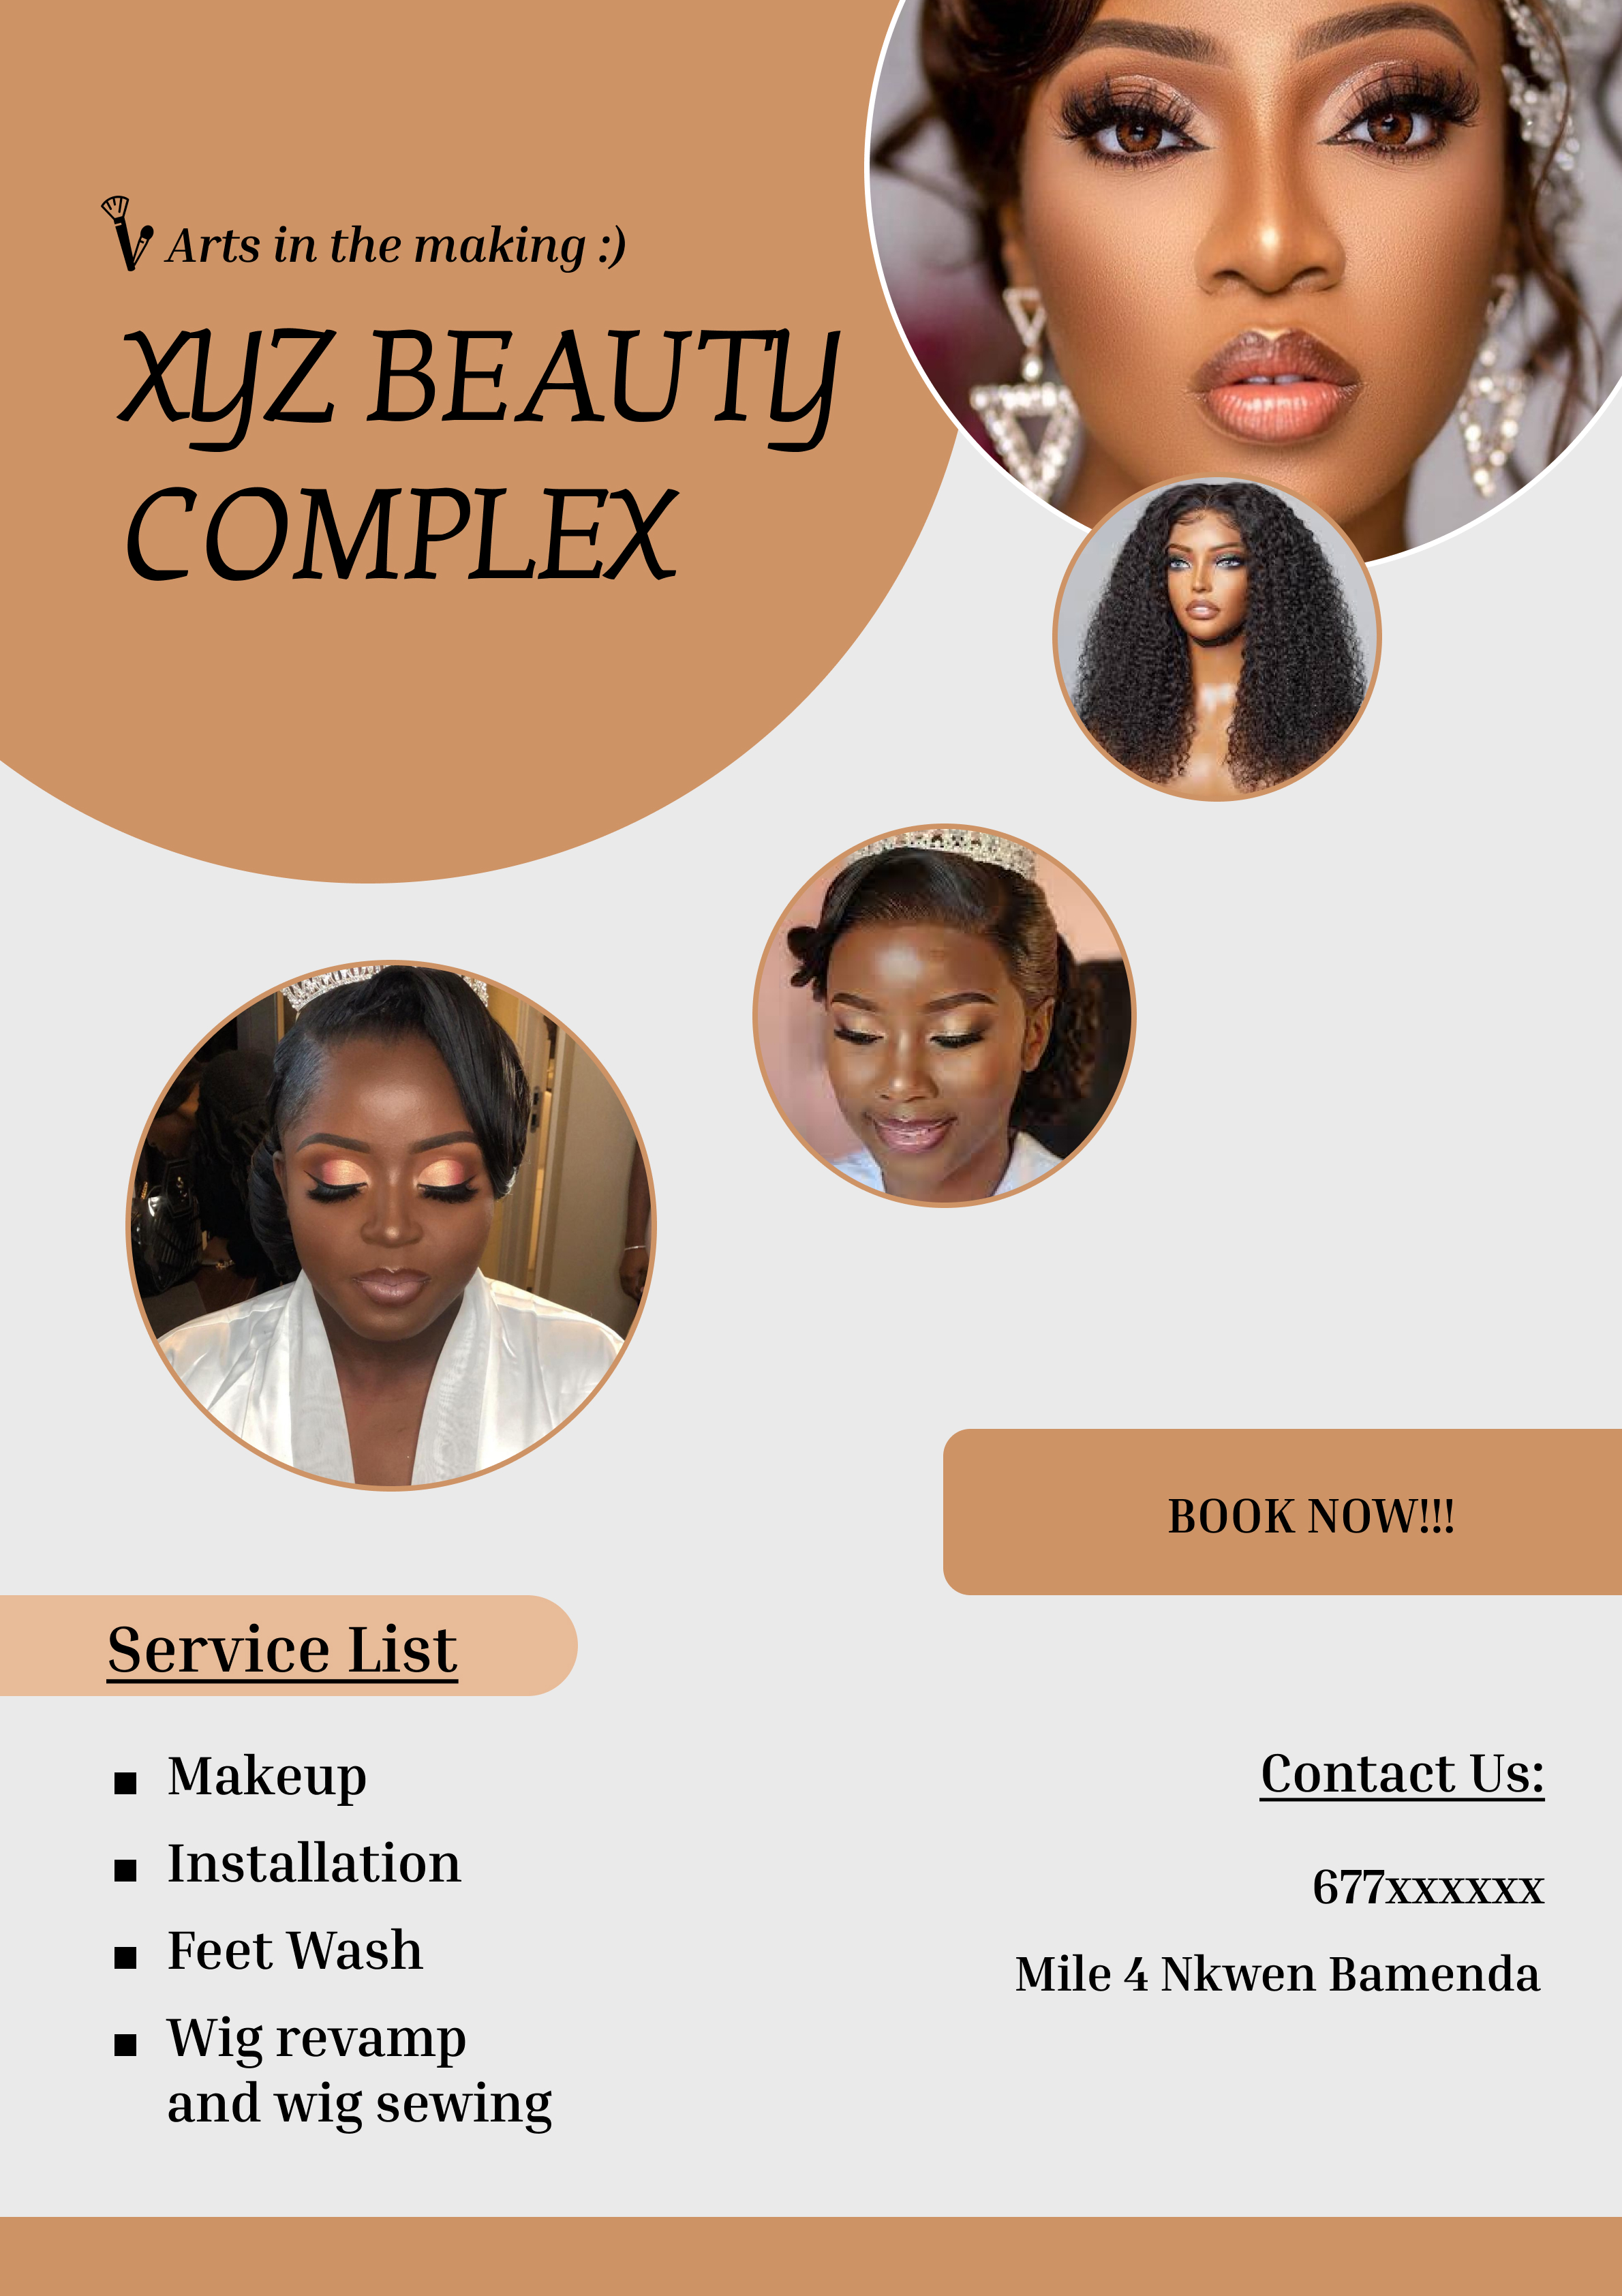 Arts in the making :)
XYZ BEAUTY
COMPLEX
BOOK NOW!!!
Service List
Makeup
Installation
Feet Wash
Wig revamp
and wig sewing
Contact Us:
677xxxxxx
Mile 4 Nkwen Bamenda